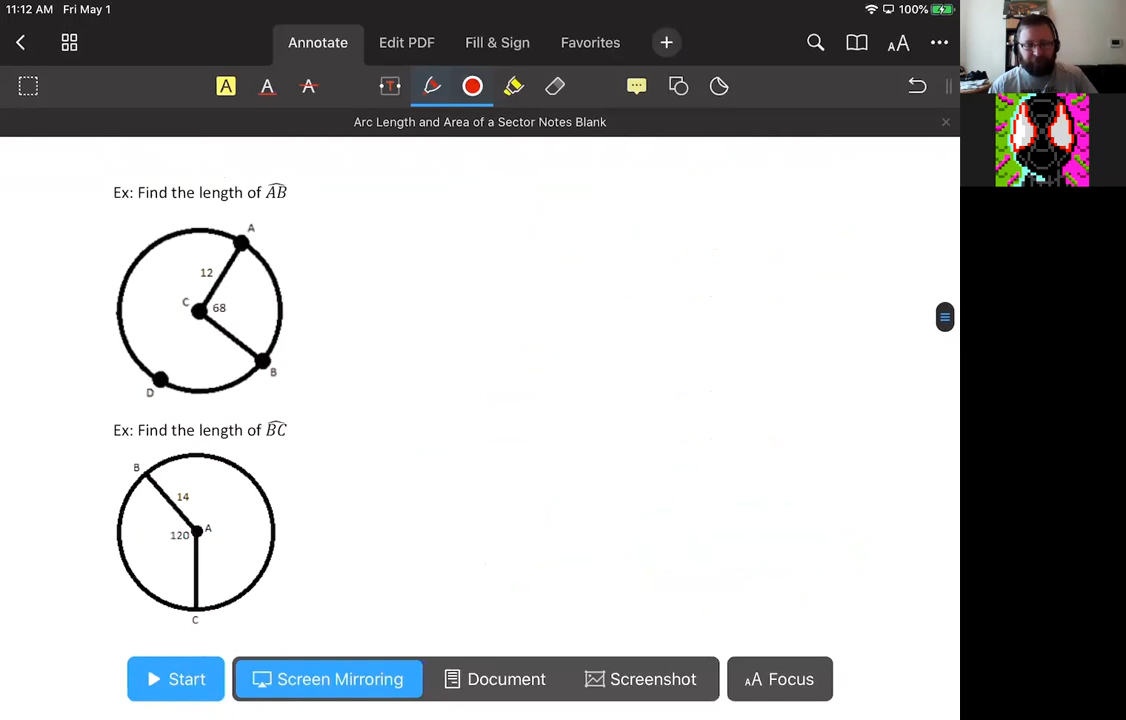 11:12 AM Fri May 1
100%
Annotate Edit PDF Fill & Sign Favorites +
AA
A A A T
Arc Length and Area of a Sector Notes Blank
Ex: Find the length of AB
A
12
C
68
B
D
Ex: Find the length of BC
B
14
A
120
C
Start Screen Mirroring Document Screenshot AA Focus